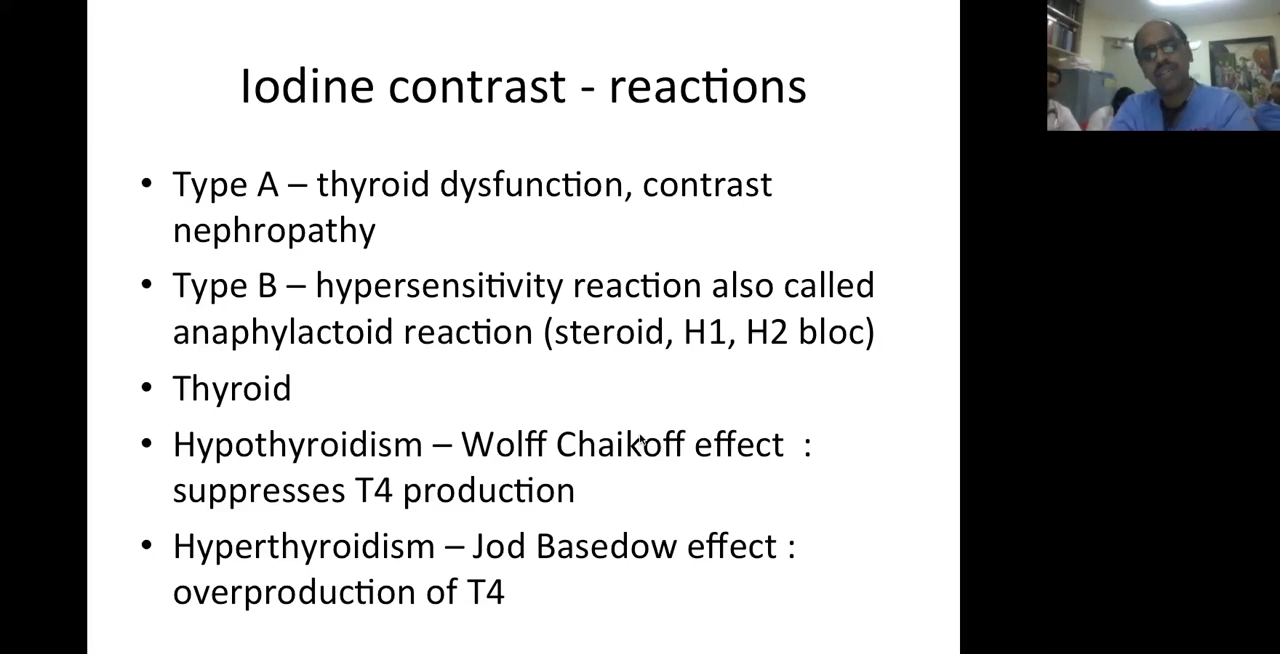 Iodine contrast - reactions
• Type A – thyroid dysfunction, contrast
nephropathy
• Type B – hypersensitivity reaction also called
anaphylactoid reaction (steroid, H1, H2 bloc)
• Thyroid
• Hypothyroidism – Wolff Chaikoff effect  :
suppresses T4 production
• Hyperthyroidism – Jod Basedow effect :
overproduction of T4